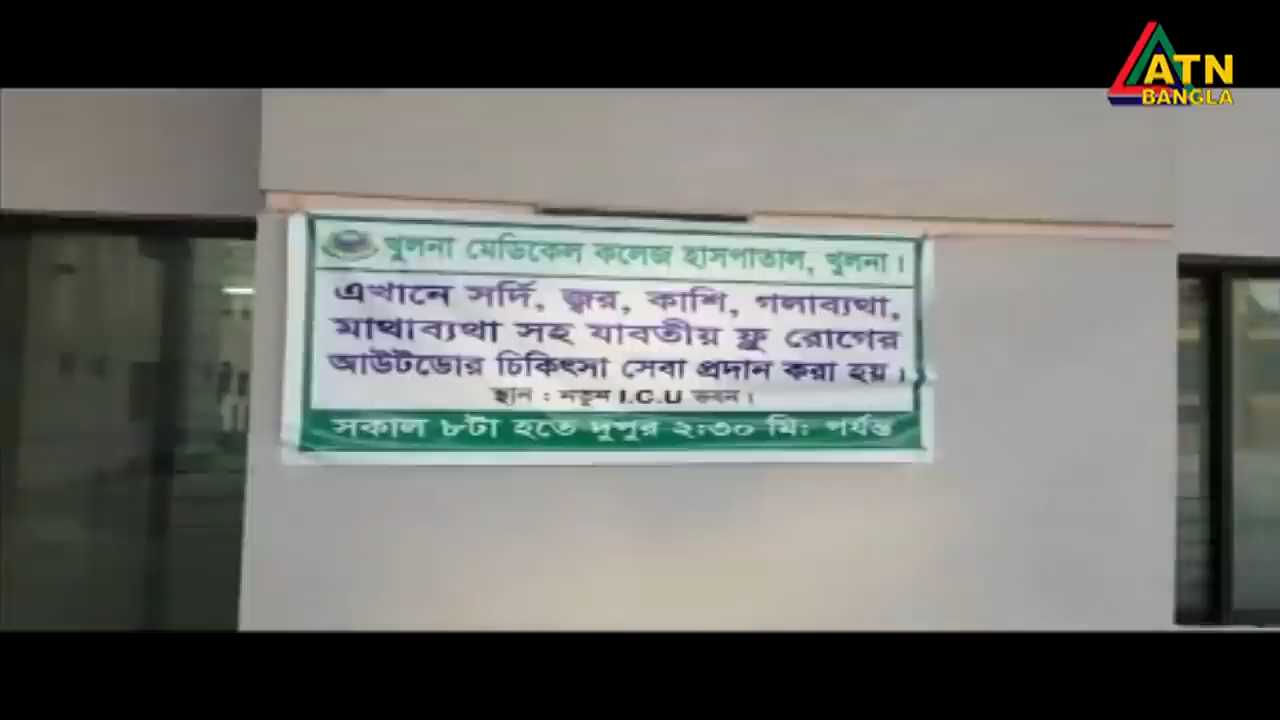 ATN
BANGLA
খুলনা মেডিকেল কলেজ হাসপাতাল, খুলনা।
এখানে সর্দি, জ্বর, কাশি, গলাব্যথা,
মাথাব্যথা সহ যাবতীয় ফ্লু রোগের
আউটডোর চিকিৎসা সেবা প্রদান করা হয়।
স্থান : নতুন I.C.U ভবন।
সকাল ৮টা হতে দুপুর ২:৩০ মি: পর্যন্ত